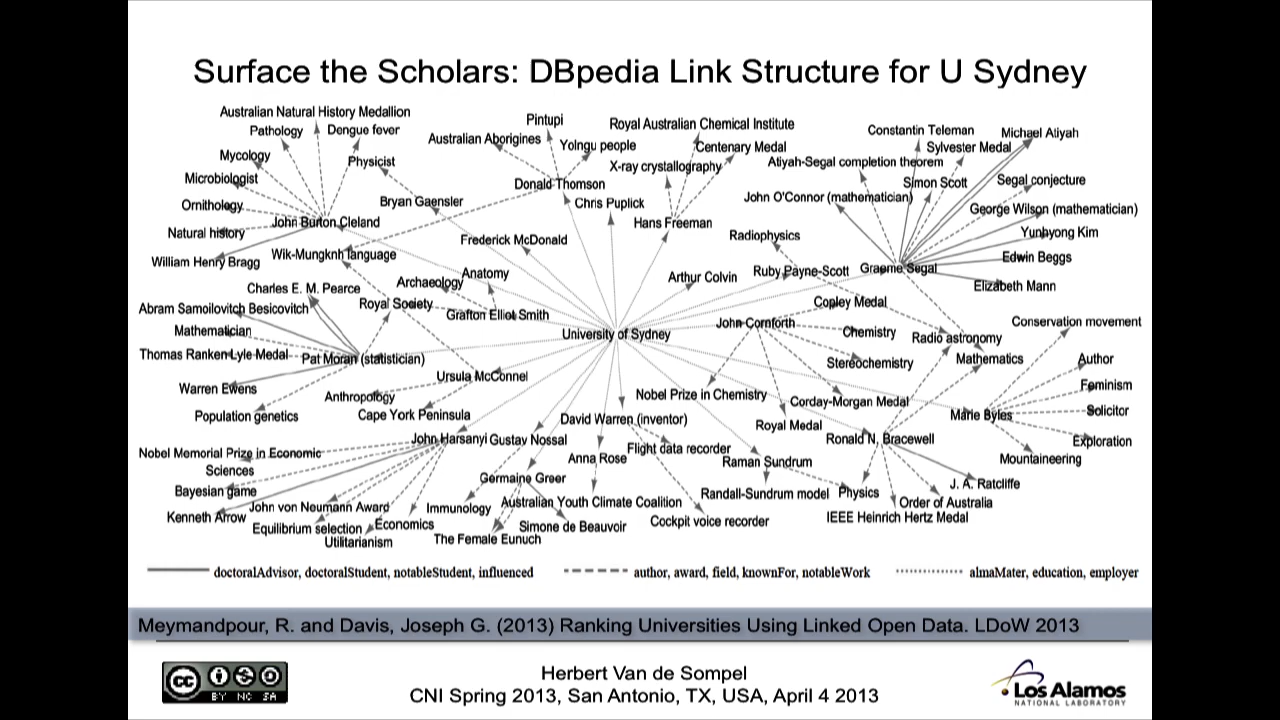 Surface the Scholars: DBpedia Link Structure for U Sydney
Australian Natural History Medallion
Pathology
Dengue fever
Mycology
Physicist
Microbiologist
Ornithology
John Burton Cleland
Natural history
William Henry Bragg
Wik-Mungknh language
Bryan Gaensler
Australian Aborigines
Pintupi
Yolngu people
Donald Thomson
Chris Puplick
Frederick McDonald
Royal Australian Chemical Institute
Centenary Medal
X-ray crystallography
Hans Freeman
Constantin Teleman
Michael Atiyah
Sylvester Medal
Atiyah-Segal completion theorem
Simon Scott
Segal conjecture
John O'Connor (mathematician)
George Wilson (mathematician)
Yunhyong Kim
Edwin Beggs
Elizabeth Mann
Graeme Segal
Radiophysics
Ruby Payne-Scott
Arthur Colvin
Charles E. M. Pearce
Archaeology
Anatomy
Royal Society
Grafton Elliot Smith
Abram Samoilovitch Besicovitch
Mathematician
Thomas Ranken Lyle Medal
Pat Moran (statistician)
Warren Ewens
Population genetics
University of Sydney
John Cornforth
Copley Medal
Chemistry
Stereochemistry
Radio astronomy
Mathematics
Conservation movement
Author
Feminism
Solicitor
Exploration
Mountaineering
Marie Byles
Ursula McConnel
Anthropology
Cape York Peninsula
Nobel Prize in Chemistry
Corday-Morgan Medal
Royal Medal
Ronald N. Bracewell
David Warren (inventor)
Flight data recorder
Anna Rose
Raman Sundrum
Randall-Sundrum model
Physics
J. A. Ratcliffe
Order of Australia
IEEE Heinrich Hertz Medal
John Harsanyi
Gustav Nossal
Germaine Greer
Nobel Memorial Prize in Economic
Sciences
Bayesian game
Kenneth Arrow
John von Neumann Award
Equilibrium selection
Economics
Utilitarianism
Immunology
Australian Youth Climate Coalition
Simone de Beauvoir
The Female Eunuch
Cockpit voice recorder
doctoralAdvisor, doctoralStudent, notableStudent, influenced
author, award, field, knownFor, notableWork
almaMater, education, employer
Meymandpour, R. and Davis, Joseph G. (2013) Ranking Universities Using Linked Open Data. LDoW 2013
cc
BY NC SA
Herbert Van de Sompel
CNI Spring 2013, San Antonio, TX, USA, April 4 2013
Los Alamos
NATIONAL LABORATORY